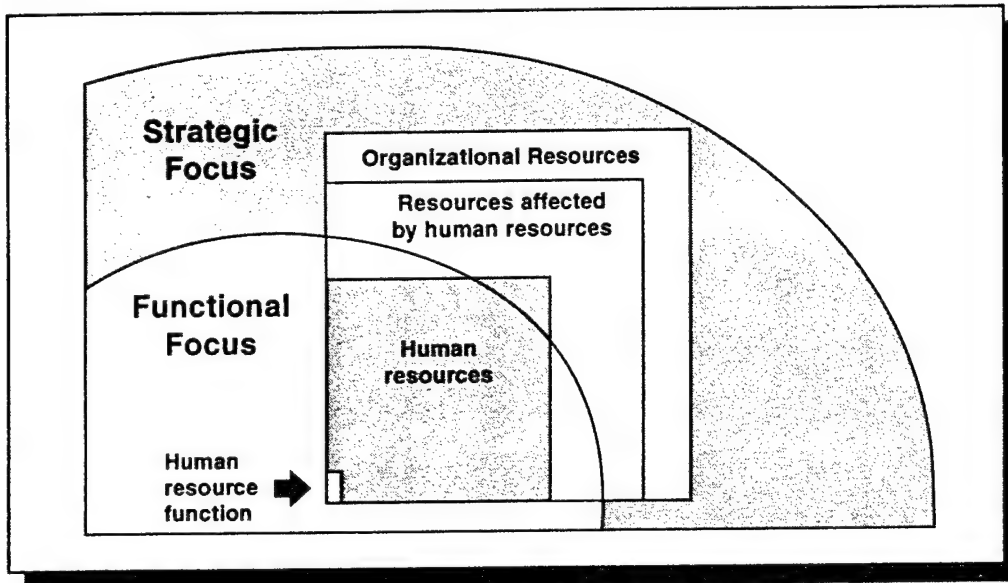 Strategic
Focus
Organizational Resources
Resources affected
by human resources
Functional
Focus
Human
resources
Human
resource
function